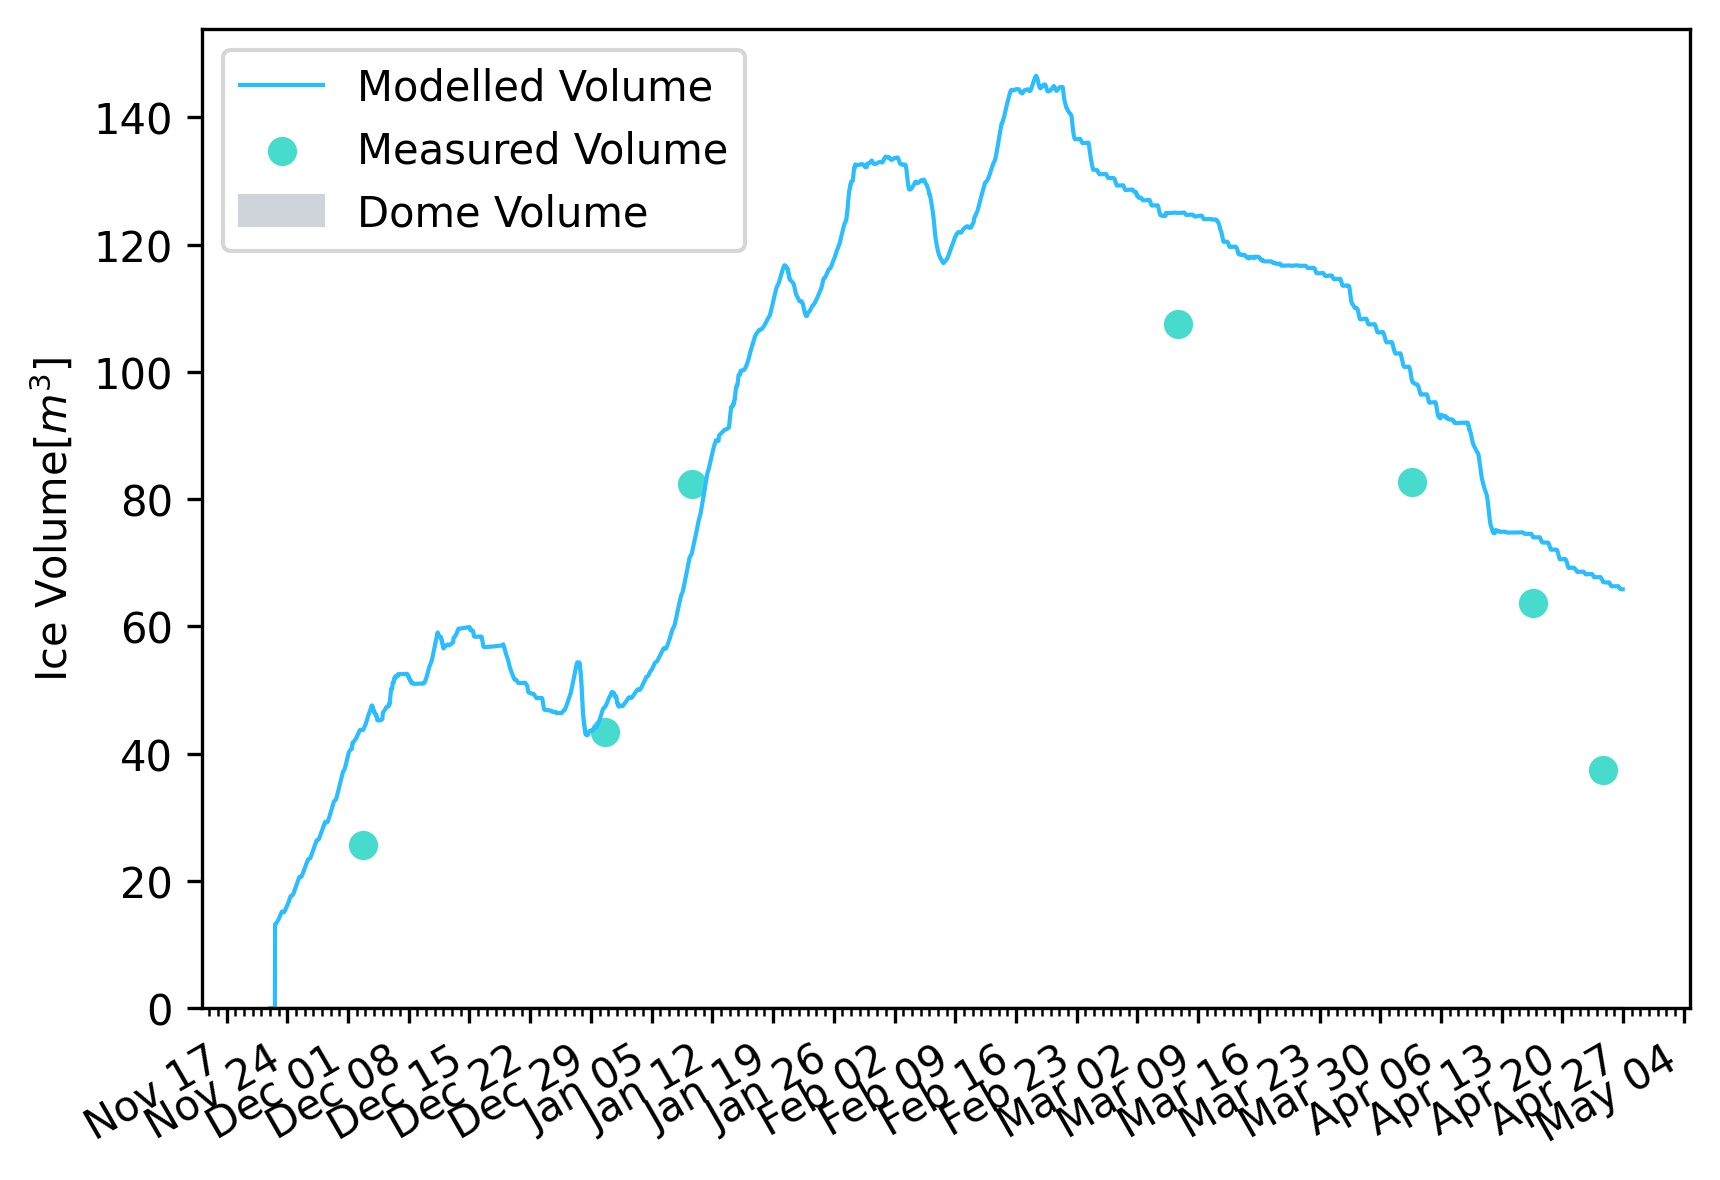 Modelled Volume
Measured Volume
Dome Volume
Ice Volume[m³]
140
120
100
80
60
40
20
0
Nov 17
Nov 24
Dec 01
Dec 08
Dec 15
Dec 22
Dec 29
Jan 05
Jan 12
Jan 19
Jan 26
Feb 02
Feb 09
Feb 16
Feb 23
Mar 02
Mar 09
Mar 16
Mar 23
Mar 30
Apr 06
Apr 13
Apr 20
Apr 27
May 04